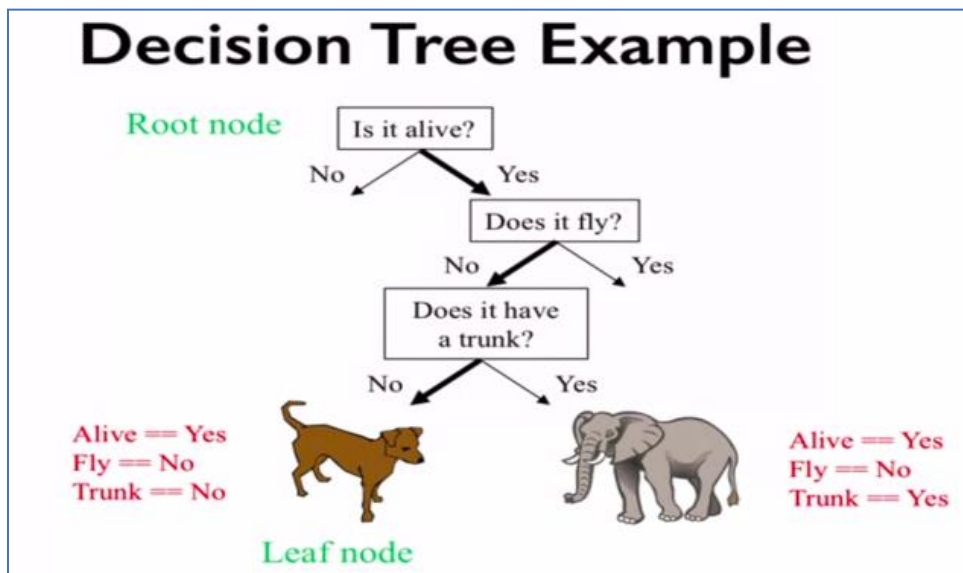 Decision Tree Example
Root node
Is it alive?
No
Yes
Does it fly?
No
Yes
Does it have
a trunk?
No
Yes
Alive == Yes
Fly == No
Trunk == No
Alive == Yes
Fly == No
Trunk == Yes
Leaf node